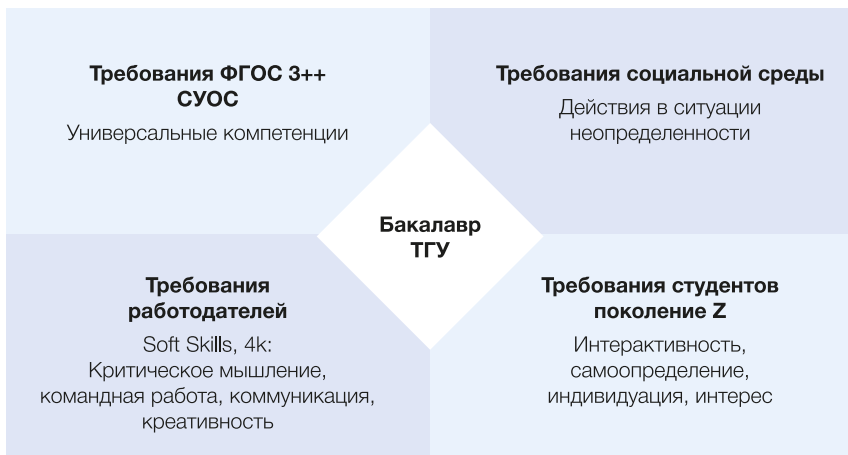 Требования ФГОС 3++
СУОС
Универсальные компетенции
Требования социальной среды
Действия в ситуации
неопределенности
Бакалавр
ТГУ
Требования
работодателей
Soft Skills, 4k:
Критическое мышление,
командная работа, коммуникация,
креативность
Требования студентов
поколение Z
Интерактивность,
самоопределение,
индивидуация, интерес